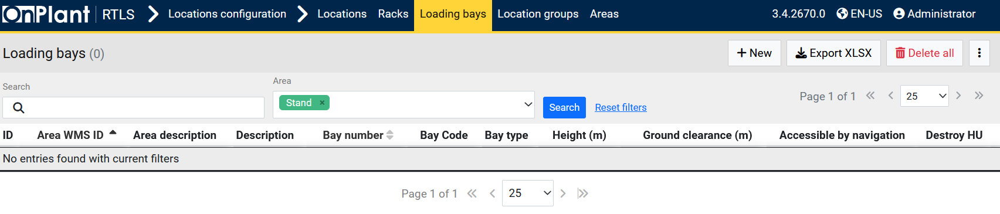 OnPlant RTLS Locations configuration Locations Racks Loading bays Location groups Areas 3.4.2670.0 EN-US Administrator
Loading bays (0) New Export XLSX Delete all
Search Area
Stand × Search Reset filters Page 1 of 1 25
ID Area WMS ID Area description Description Bay number Bay Code Bay type Height (m) Ground clearance (m) Accessible by navigation Destroy HU
No entries found with current filters
Page 1 of 1 25